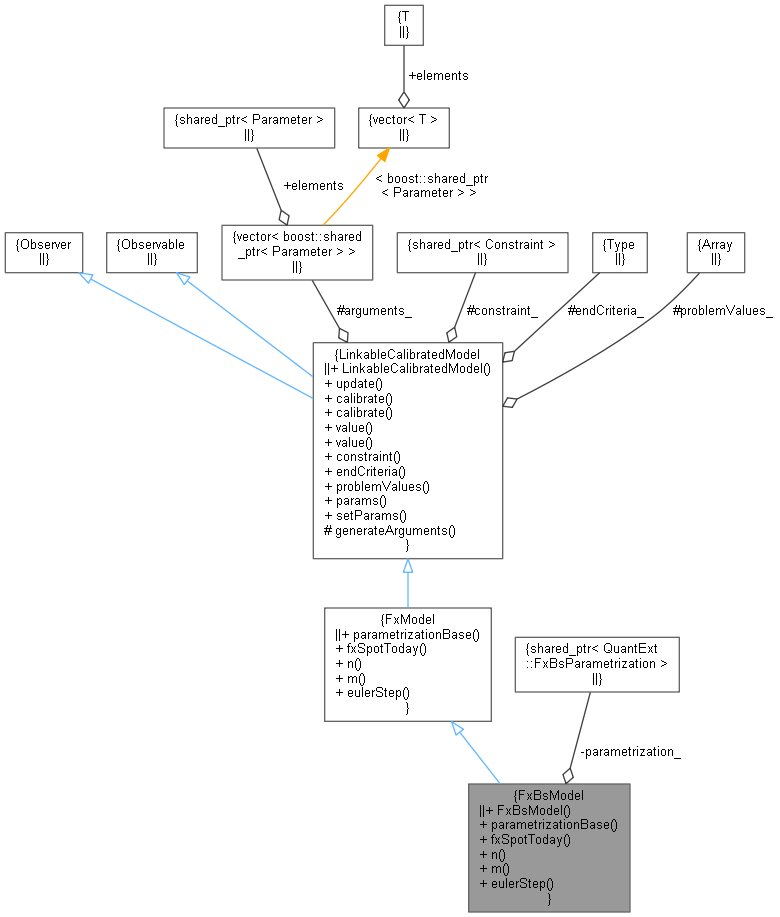 {T
||}
+elements
{shared_ptr< Parameter >
||}
{vector< T >
||}
+elements
< boost::shared_ptr
< Parameter > >
{Observer
||}
{Observable
||}
{vector< boost::shared
_ptr< Parameter > >
||}
{shared_ptr< Constraint >
||}
{Type
||}
{Array
||}
#arguments_
#constraint_
#endCriteria_
#problemValues_
{LinkableCalibratedModel
||+ LinkableCalibratedModel()
+ update()
+ calibrate()
+ calibrate()
+ value()
+ value()
+ constraint()
+ endCriteria()
+ problemValues()
+ params()
+ setParams()
# generateArguments()
}
{FxModel
||+ parametrizationBase()
+ fxSpotToday()
+ n()
+ m()
+ eulerStep()
}
{shared_ptr< QuantExt
::FxBsParametrization >
||}
-parametrization_
{FxBsModel
||+ FxBsModel()
+ parametrizationBase()
+ fxSpotToday()
+ n()
+ m()
+ eulerStep()
}